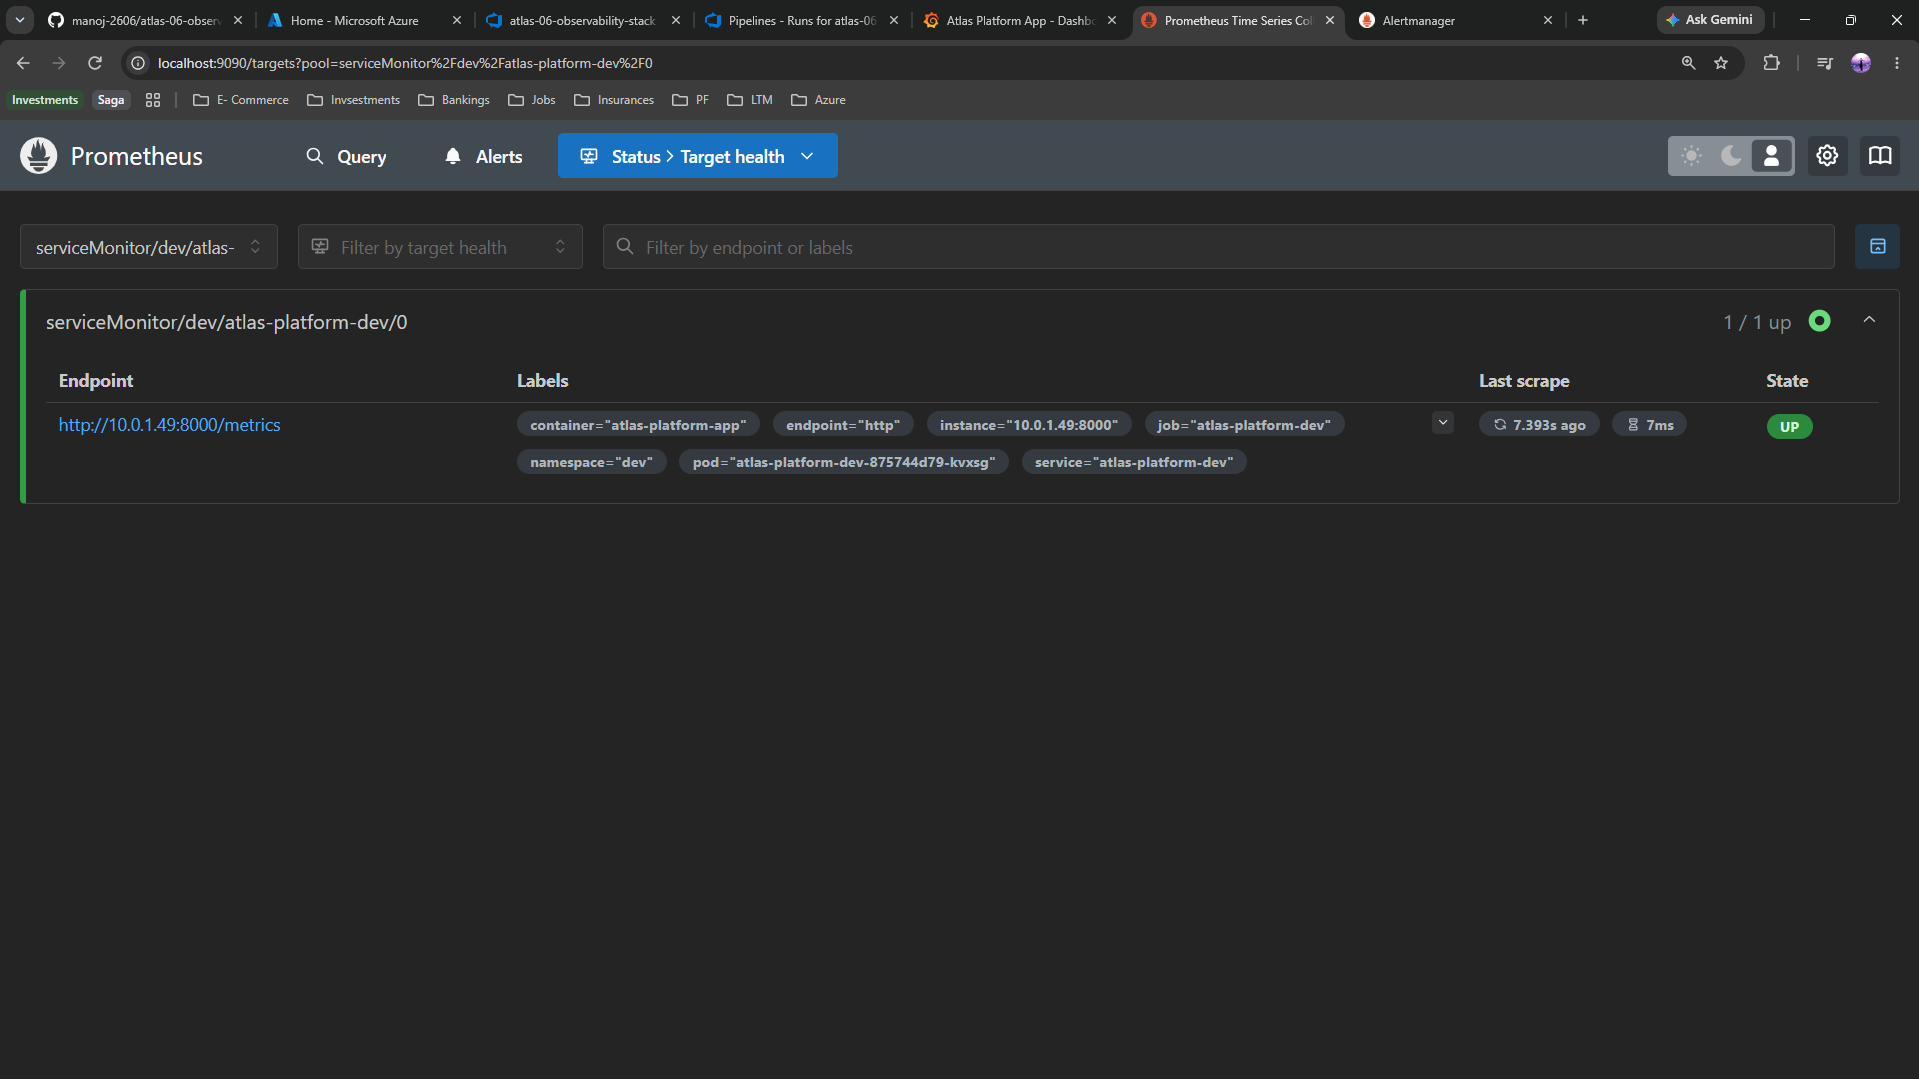 manoj-2606/atlas-06-observ
Home - Microsoft Azure
atlas-06-observability-stack
Pipelines - Runs for atlas-06
Atlas Platform App - Dashbo
Prometheus Time Series Col
Alertmanager
Ask Gemini
localhost:9090/targets?pool=serviceMonitor%2Fdev%2Fatlas-platform-dev%2F0
Investments Saga E- Commerce Invsestments Bankings Jobs Insurances PF LTM Azure
Prometheus Query Alerts Status > Target health
serviceMonitor/dev/atlas- Filter by target health Filter by endpoint or labels
serviceMonitor/dev/atlas-platform-dev/0 1 / 1 up
Endpoint Labels Last scrape State
http://10.0.1.49:8000/metrics container="atlas-platform-app" endpoint="http" instance="10.0.1.49:8000" job="atlas-platform-dev" 7.393s ago 7ms UP
namespace="dev" pod="atlas-platform-dev-875744d79-kvxsg" service="atlas-platform-dev"